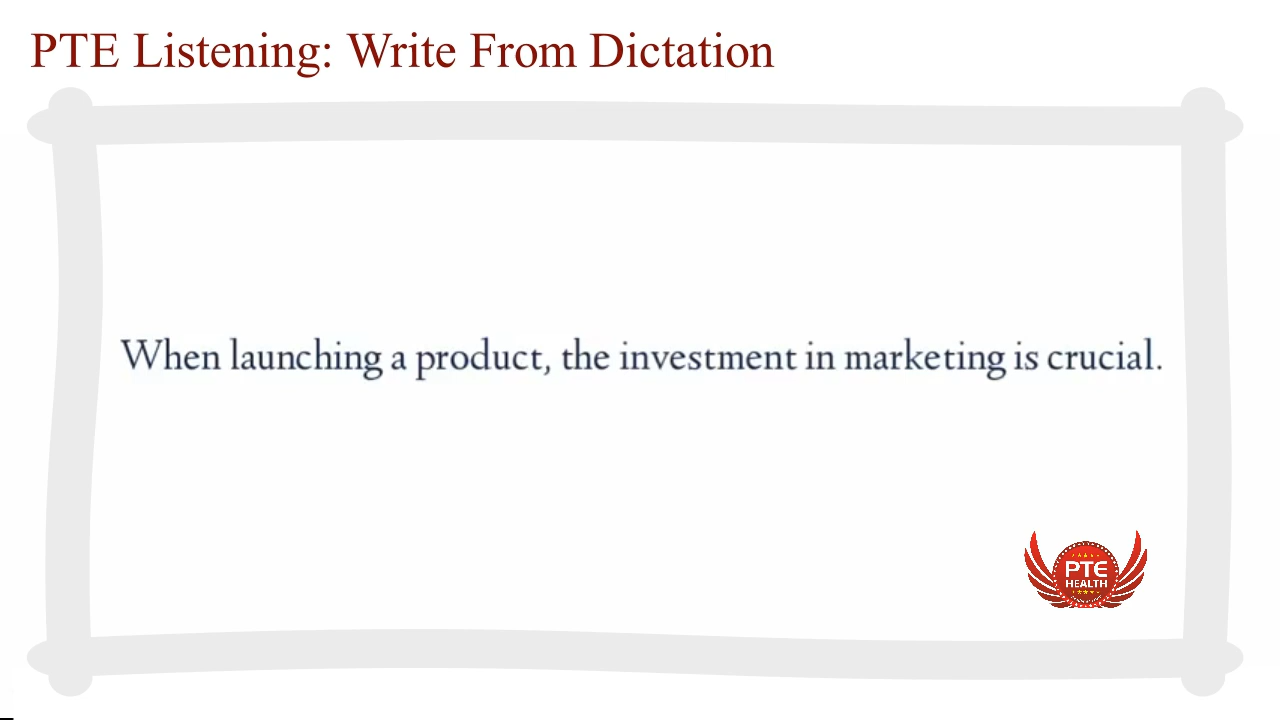 PTE Listening: Write From Dictation
When launching a product, the investment in marketing is crucial.
PTE
HEALTH